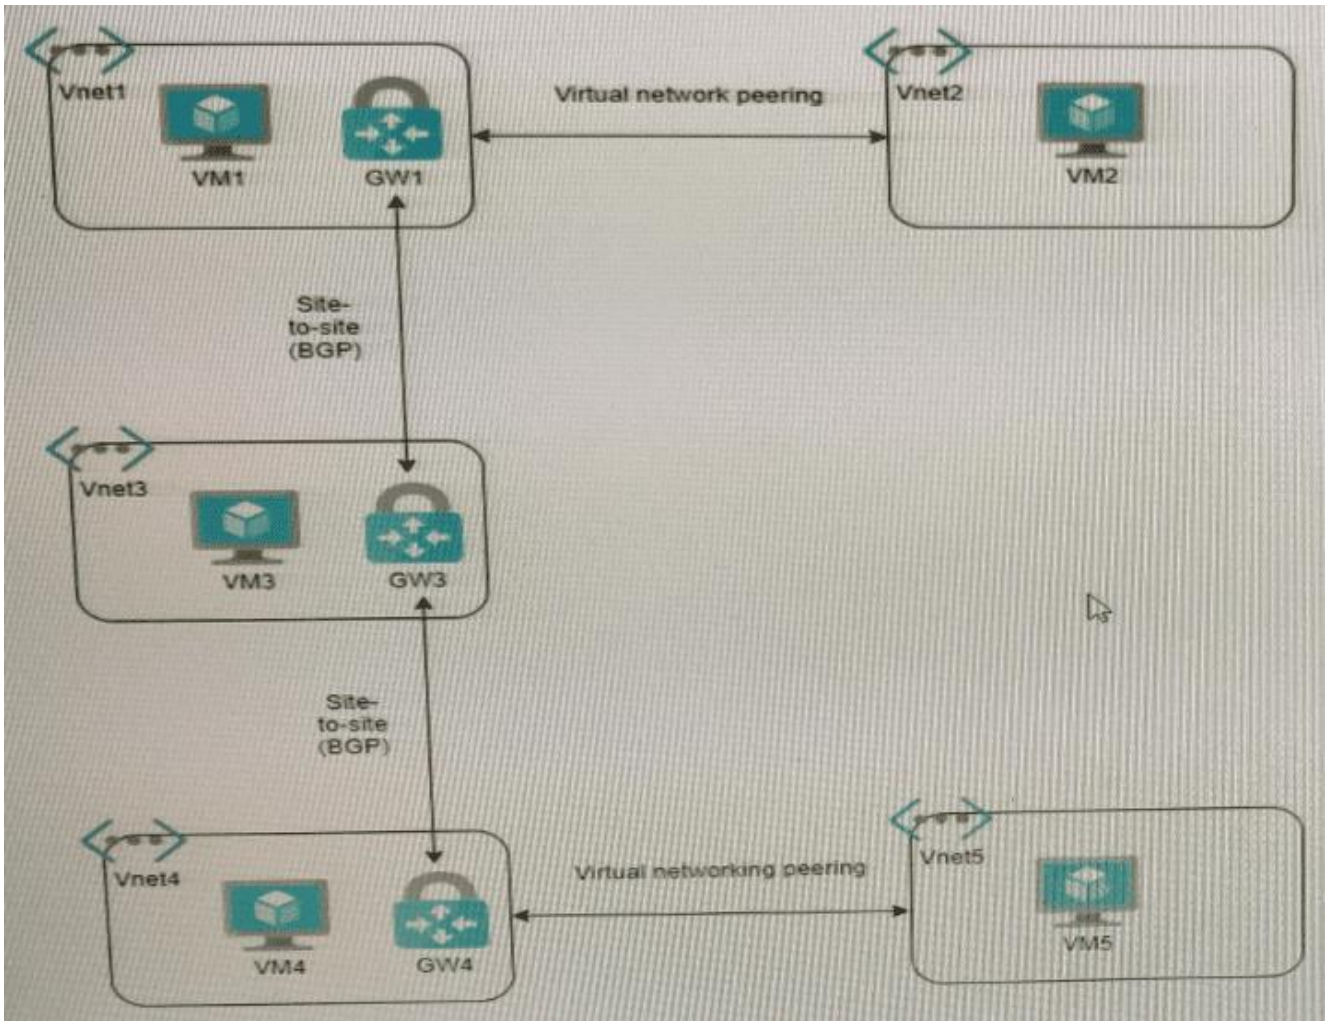 Vnet1
VM1
GW1
Virtual network peering
Vnet2
VM2
Site-
to-site
(BGP)
Vnet3
VM3
GW3
Site-
to-site
(BGP)
Vnet4
VM4
GW4
Virtual networking peering
Vnet5
VM5